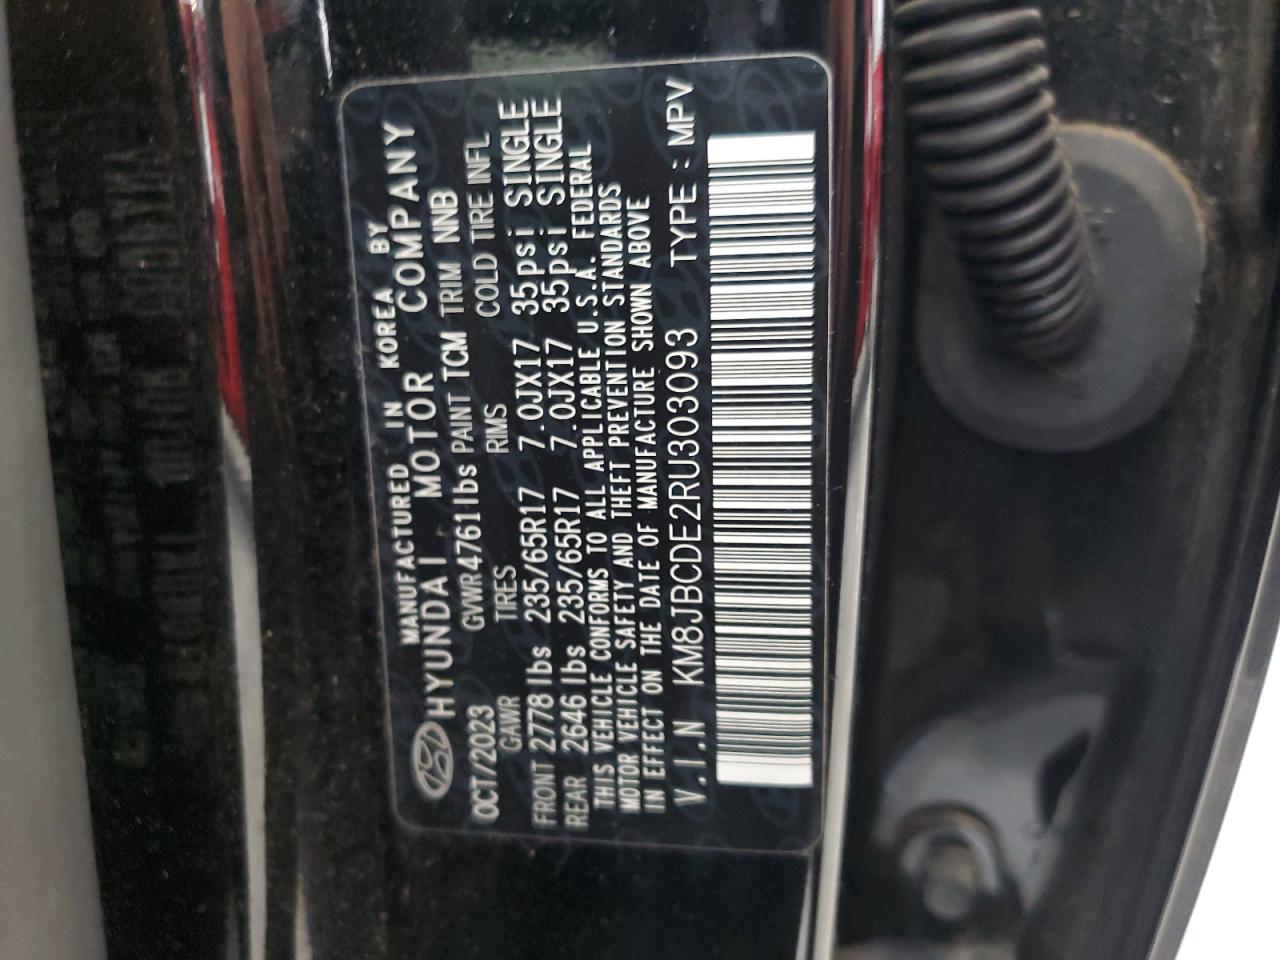 MANUFACTURED IN KOREA BY
HYUNDAI MOTOR COMPANY
OCT/2023 GVWR 4761lbs PAINT TCM TRIM NNB
GAWR TIRES RIMS COLD TIRE INFL
FRONT 2778 lbs 235/65R17 7.0JX17 35psi SINGLE
REAR 2646 lbs 235/65R17 7.0JX17 35psi SINGLE
THIS VEHICLE CONFORMS TO ALL APPLICABLE U.S.A. FEDERAL
MOTOR VEHICLE SAFETY AND THEFT PREVENTION STANDARDS
IN EFFECT ON THE DATE OF MANUFACTURE SHOWN ABOVE
V.I.N KM8JBCDE2RU303093 TYPE : MPV